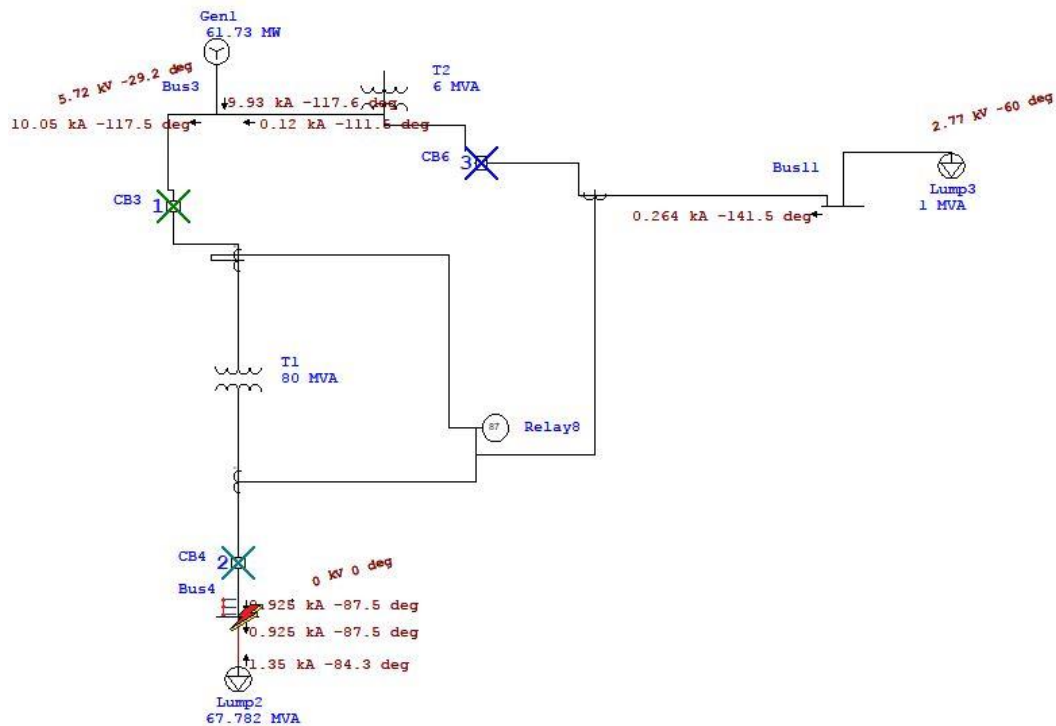 Gen1
61.73 MW
5.72 kV -29.2 deg
Bus3
T2
6 MVA
9.93 kA -117.6 deg
10.05 kA -117.5 deg
0.12 kA -111.5 deg
2.77 kV -60 deg
CB6
3
Bus11
Lump3
1 MVA
CB3
1
0.264 kA -141.5 deg
T1
80 MVA
87
Relay8
CB4
2
0 kV 0 deg
Bus4
0.925 kA -87.5 deg
0.925 kA -87.5 deg
1.35 kA -84.3 deg
Lump2
67.782 MVA